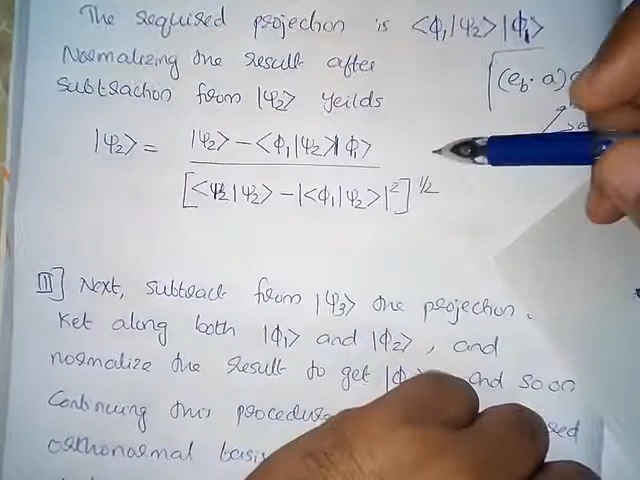 The required projection is <ϕ₁|ψ₂>|ϕ₁>
Normalizing the result after
subtraction from |ψ₂> yeilds
(e_b · a)
|ψ₂> = |ψ₂> - <ϕ₁|ψ₂>|ϕ₁> / [<ψ₂|ψ₂> - |<ϕ₁|ψ₂>|²]^1/2
III] Next, subtract from |ψ₃> the projection
ket along both |ϕ₁> and |ϕ₂>, and
normalize the result to get |ϕ and so on
Continuing this procedure
orthonormal basis